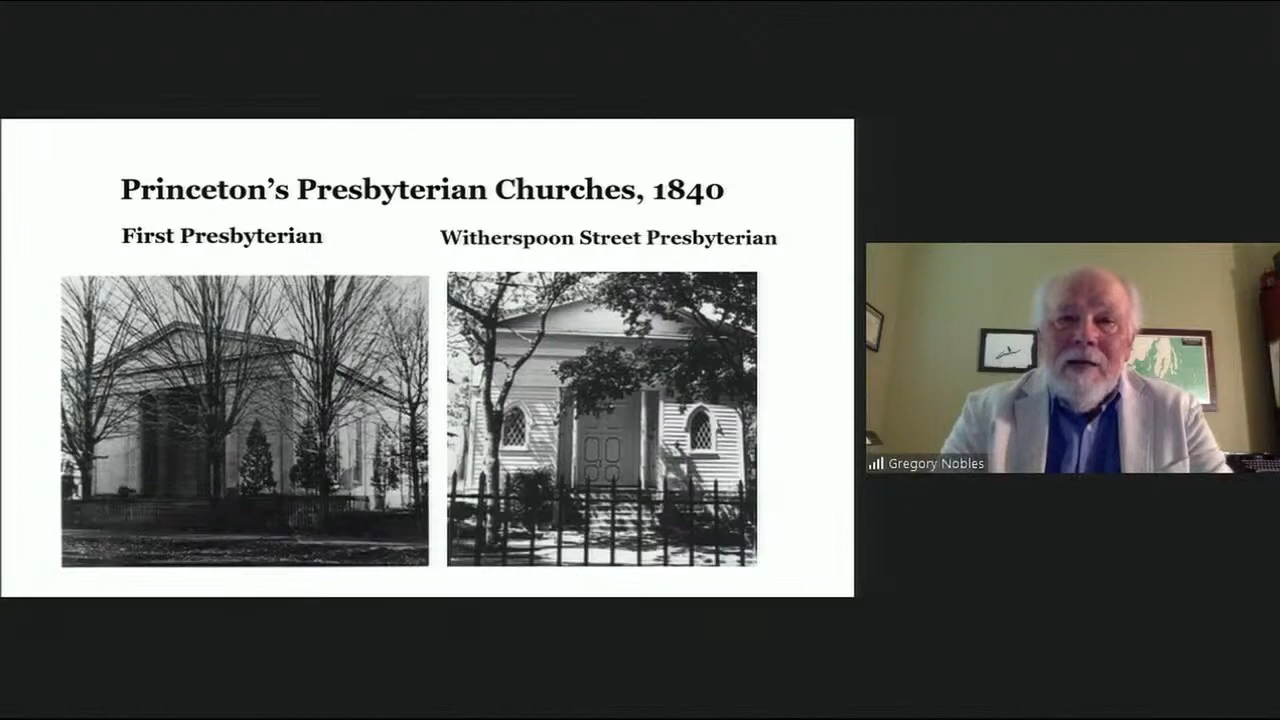 Princeton’s Presbyterian Churches, 1840
First Presbyterian
Witherspoon Street Presbyterian
Gregory Nobles